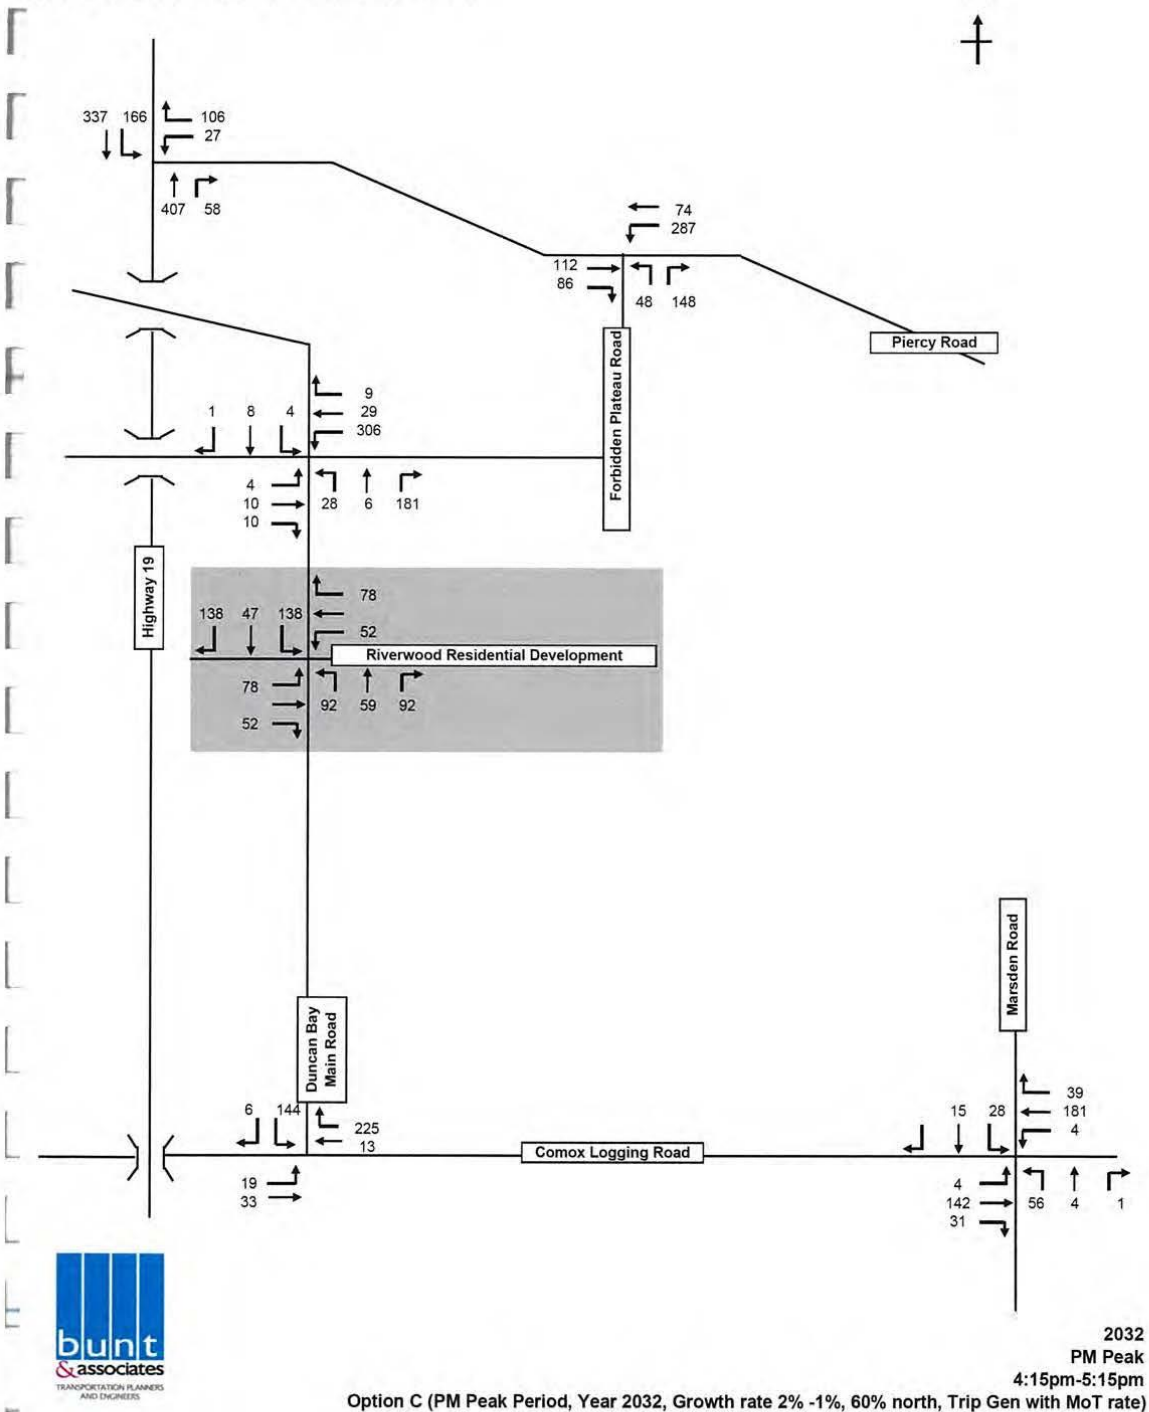 337 166 106
27
407 58
74
287
112
86
48 148
Piercy Road
Forbidden Plateau Road
9
1 8 4 29
306
4
10 28 6 181
10
Highway 19
78
138 47 138
52
Riverwood Residential Development
78
92 59 92
52
Marsden Road
Duncan Bay
Main Road
6 144
225
13
Comox Logging Road
19
33
39
15 28 181
4
4
142 56 4 1
31
bunt
& associates
TRANSPORTATION PLANNERS
AND ENGINEERS
2032
PM Peak
4:15pm-5:15pm
Option C (PM Peak Period, Year 2032, Growth rate 2% -1%, 60% north, Trip Gen with MoT rate)